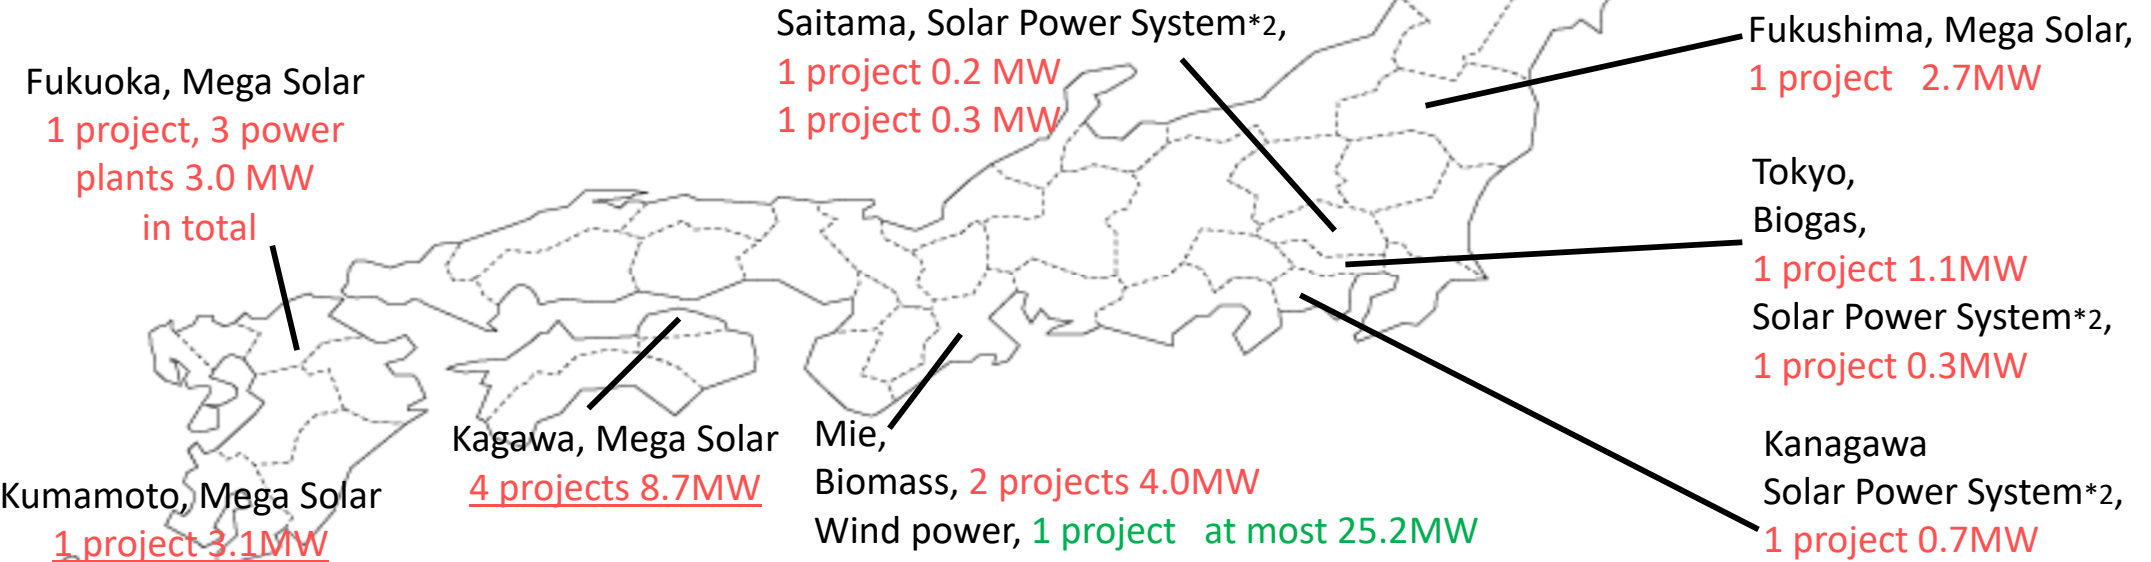 Saitama, Solar Power System*2,
1 project 0.2 MW
1 project 0.3 MW
Fukushima, Mega Solar,
1 project 2.7MW
Fukuoka, Mega Solar
1 project, 3 power
plants 3.0 MW
in total
Tokyo,
Biogas,
1 project 1.1MW
Solar Power System*2,
1 project 0.3MW
Kumamoto, Mega Solar
1 project 3.1MW
Kagawa, Mega Solar
4 projects 8.7MW
Mie,
Biomass, 2 projects 4.0MW
Wind power, 1 project at most 25.2MW
Kanagawa
Solar Power System*2,
1 project 0.7MW